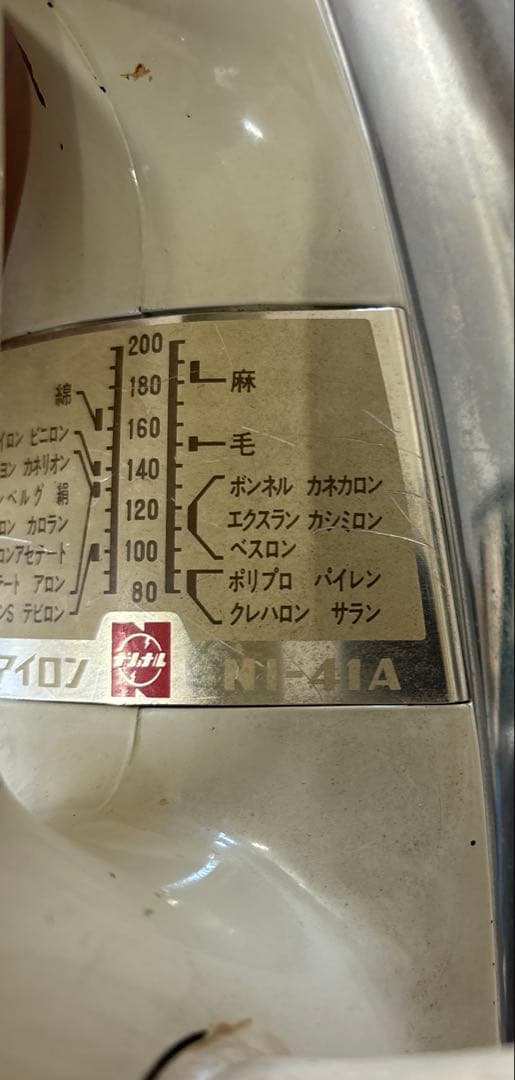 200
180
160
140
120
100
80
綿
イロン ビニロン
ヨン カネリオン
ンベルグ 絹
ロン カロラン
ロンアセテート
テート アロン
ンS テビロン
麻
毛
ボンネル カネカロン
エクスラン カシミロン
ベスロン
ポリプロ パイレン
クレハロン サラン
アイロン ナショナル NI-41A